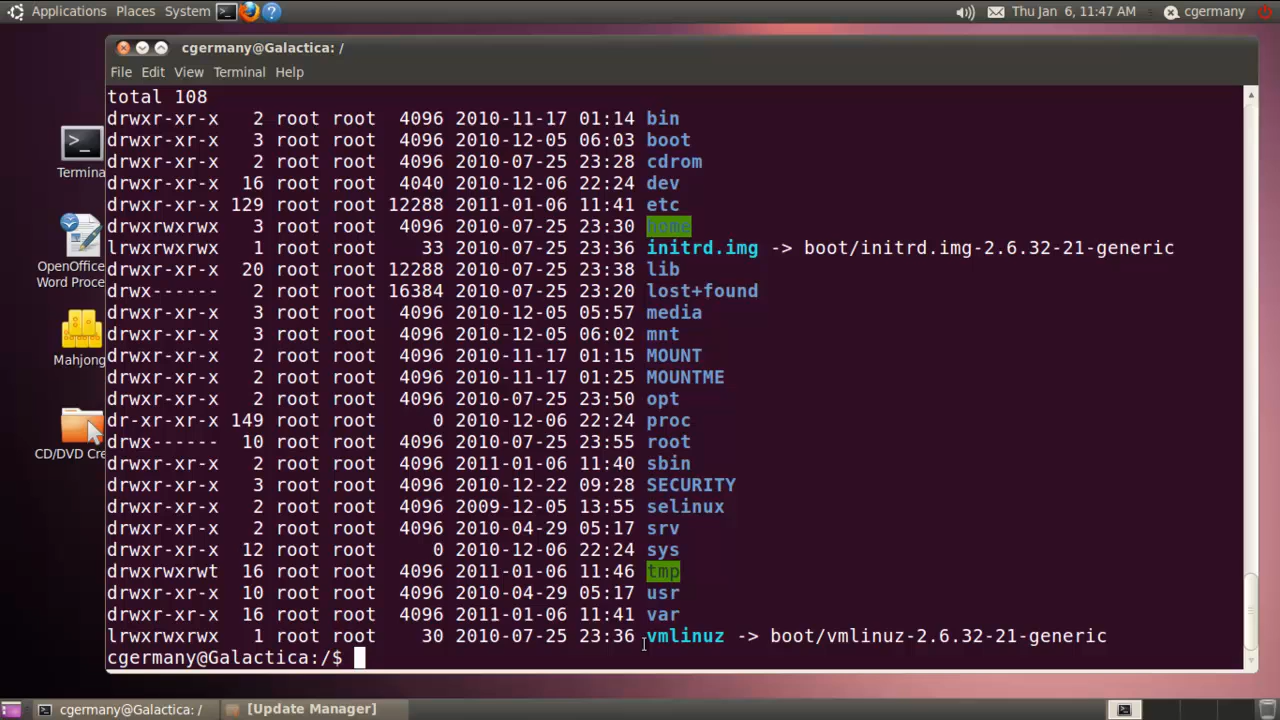 Applications Places System Thu Jan 6, 11:47 AM cgermany
cgermany@Galactica: /
File Edit View Terminal Help
total 108
drwxr-xr-x 2 root root 4096 2010-11-17 01:14 bin
drwxr-xr-x 3 root root 4096 2010-12-05 06:03 boot
drwxr-xr-x 2 root root 4096 2010-07-25 23:28 cdrom
drwxr-xr-x 16 root root 4040 2010-12-06 22:24 dev
drwxr-xr-x 129 root root 12288 2011-01-06 11:41 etc
drwxrwxrwx 3 root root 4096 2010-07-25 23:30 home
lrwxrwxrwx 1 root root 33 2010-07-25 23:36 initrd.img -> boot/initrd.img-2.6.32-21-generic
drwxr-xr-x 20 root root 12288 2010-07-25 23:38 lib
drwx------ 2 root root 16384 2010-07-25 23:20 lost+found
drwxr-xr-x 3 root root 4096 2010-12-05 05:57 media
drwxr-xr-x 3 root root 4096 2010-12-05 06:02 mnt
drwxr-xr-x 2 root root 4096 2010-11-17 01:15 MOUNT
drwxr-xr-x 2 root root 4096 2010-11-17 01:25 MOUNTME
drwxr-xr-x 2 root root 4096 2010-07-25 23:50 opt
dr-xr-xr-x 149 root root 0 2010-12-06 22:24 proc
drwx------ 10 root root 4096 2010-07-25 23:55 root
drwxr-xr-x 2 root root 4096 2011-01-06 11:40 sbin
drwxr-xr-x 3 root root 4096 2010-12-22 09:28 SECURITY
drwxr-xr-x 2 root root 4096 2009-12-05 13:55 selinux
drwxr-xr-x 2 root root 4096 2010-04-29 05:17 srv
drwxr-xr-x 12 root root 0 2010-12-06 22:24 sys
drwxrwxrwt 16 root root 4096 2011-01-06 11:46 tmp
drwxr-xr-x 10 root root 4096 2010-04-29 05:17 usr
drwxr-xr-x 16 root root 4096 2011-01-06 11:41 var
lrwxrwxrwx 1 root root 30 2010-07-25 23:36 vmlinuz -> boot/vmlinuz-2.6.32-21-generic
cgermany@Galactica:/$
Termina
OpenOffice
Word Proce
Mahjong
CD/DVD Cre
cgermany@Galactica: / [Update Manager]